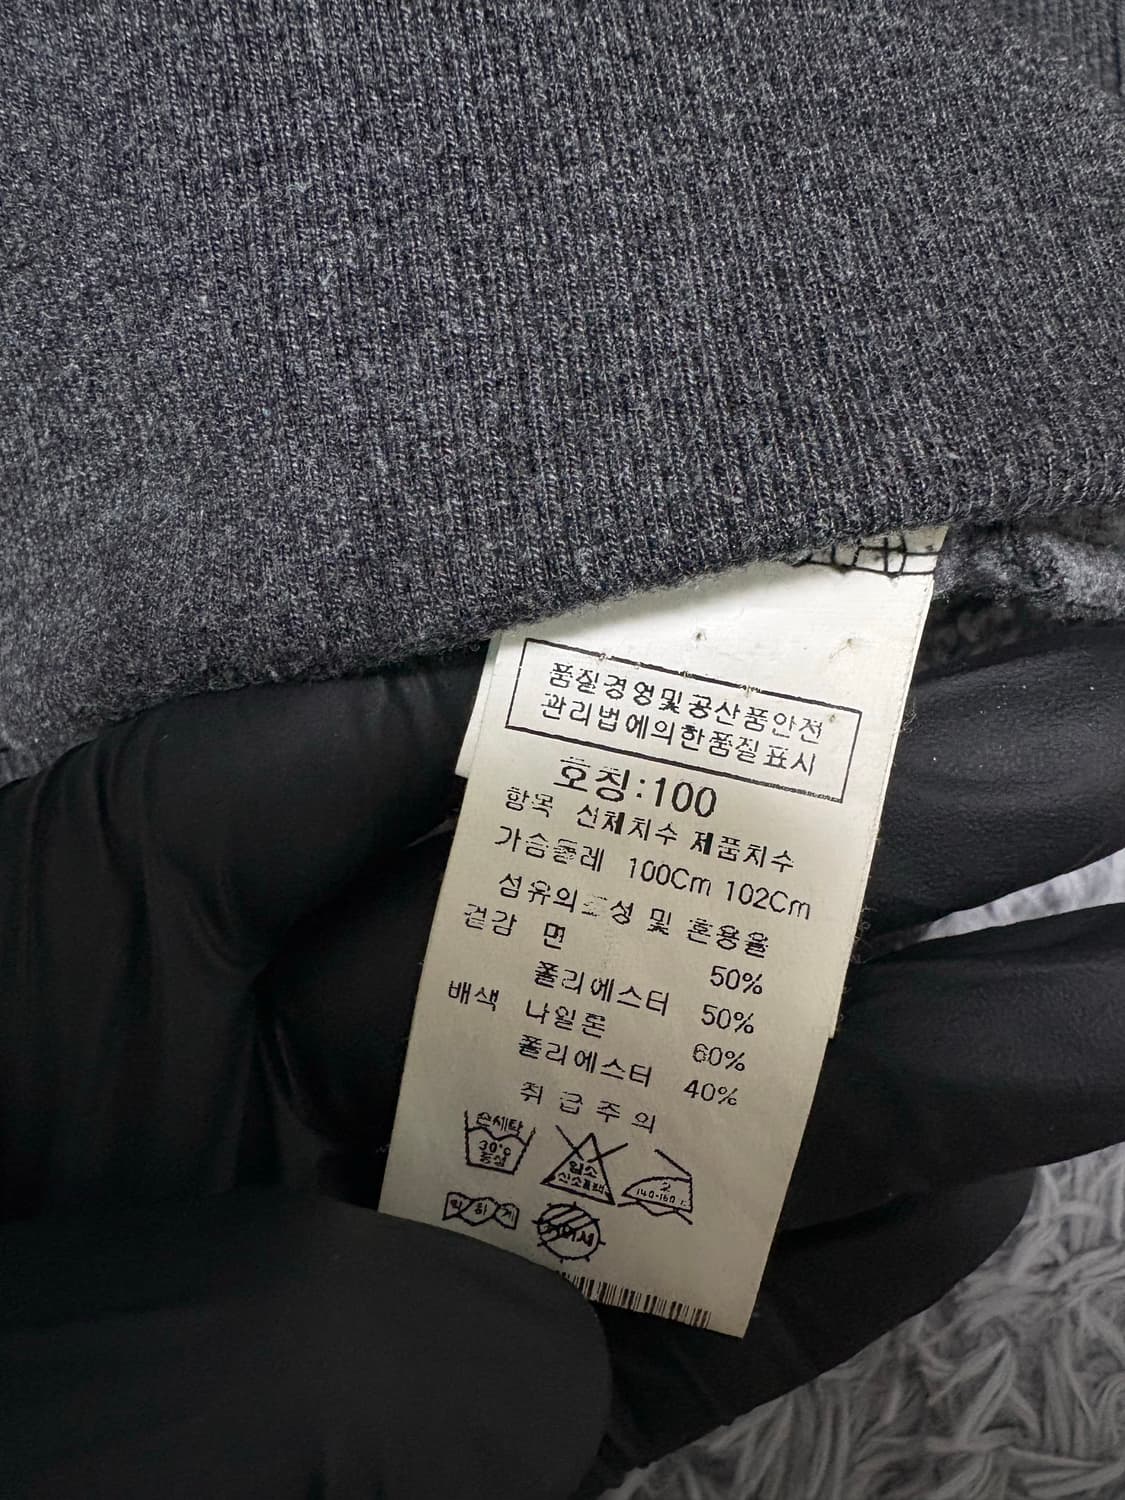 품질경영및공산품안전
관리법에의한품질표시
호칭:100
항목 신체치수 제품치수
가슴둘레 100Cm 102Cm
섬유의조성 및 혼용율
겉감 면 50%
폴리에스터 50%
배색 나일론 60%
폴리에스터 40%
취급주의
손세탁
30℃
중성
염소
산소표백
2
140-160℃
약하게
드라이